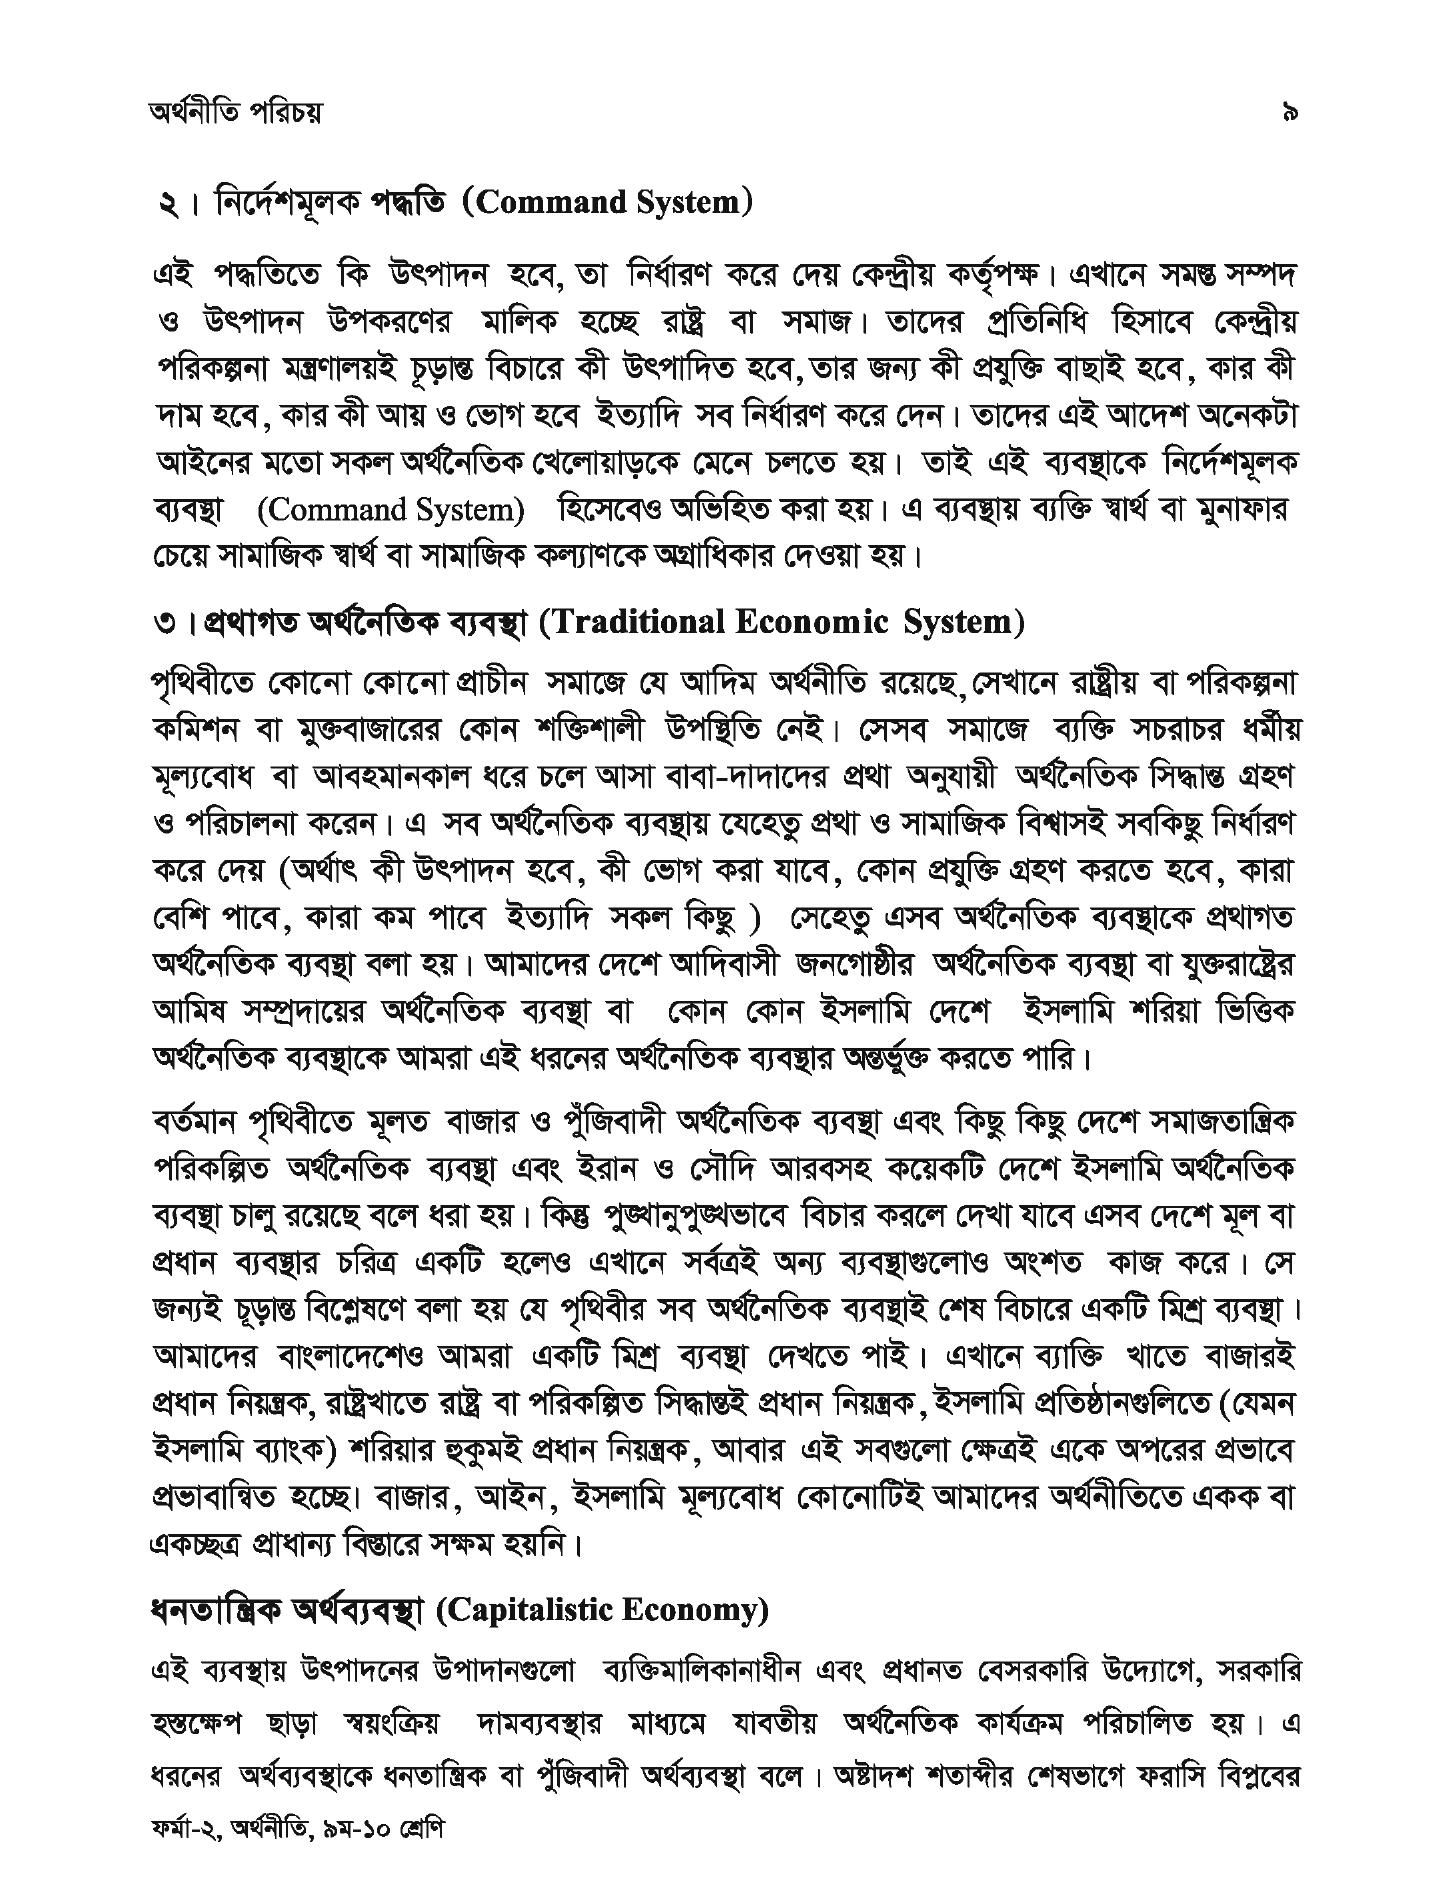 অর্থনীতি পরিচয় ৯
২। নির্দেশমূলক পদ্ধতি (Command System)
এই পদ্ধতিতে কি উৎপাদন হবে, তা নির্ধারণ করে দেয় কেন্দ্রীয় কর্তৃপক্ষ। এখানে সমস্ত সম্পদ
ও উৎপাদন উপকরণের মালিক হচ্ছে রাষ্ট্র বা সমাজ। তাদের প্রতিনিধি হিসাবে কেন্দ্রীয়
পরিকল্পনা মন্ত্রণালয়ই চূড়ান্ত বিচারে কী উৎপাদিত হবে, তার জন্য কী প্রযুক্তি বাছাই হবে, কার কী
দাম হবে, কার কী আয় ও ভোগ হবে ইত্যাদি সব নির্ধারণ করে দেন। তাদের এই আদেশ অনেকটা
আইনের মতো সকল অর্থনৈতিক খেলোয়াড়কে মেনে চলতে হয়। তাই এই ব্যবস্থাকে নির্দেশমূলক
ব্যবস্থা (Command System) হিসেবেও অভিহিত করা হয়। এ ব্যবস্থায় ব্যক্তি স্বার্থ বা মুনাফার
চেয়ে সামাজিক স্বার্থ বা সামাজিক কল্যাণকে অগ্রাধিকার দেওয়া হয়।
৩। প্রথাগত অর্থনৈতিক ব্যবস্থা (Traditional Economic System)
পৃথিবীতে কোনো কোনো প্রাচীন সমাজে যে আদিম অর্থনীতি রয়েছে, সেখানে রাষ্ট্রীয় বা পরিকল্পনা
কমিশন বা মুক্তবাজারের কোন শক্তিশালী উপস্থিতি নেই। সেসব সমাজে ব্যক্তি সচরাচর ধর্মীয়
মূল্যবোধ বা আবহমানকাল ধরে চলে আসা বাবা-দাদাদের প্রথা অনুযায়ী অর্থনৈতিক সিদ্ধান্ত গ্রহণ
ও পরিচালনা করেন। এ সব অর্থনৈতিক ব্যবস্থায় যেহেতু প্রথা ও সামাজিক বিশ্বাসই সবকিছু নির্ধারণ
করে দেয় (অর্থাৎ কী উৎপাদন হবে, কী ভোগ করা যাবে, কোন প্রযুক্তি গ্রহণ করতে হবে, কারা
বেশি পাবে, কারা কম পাবে ইত্যাদি সকল কিছু ) সেহেতু এসব অর্থনৈতিক ব্যবস্থাকে প্রথাগত
অর্থনৈতিক ব্যবস্থা বলা হয়। আমাদের দেশে আদিবাসী জনগোষ্ঠীর অর্থনৈতিক ব্যবস্থা বা যুক্তরাষ্ট্রের
আমিষ সম্প্রদায়ের অর্থনৈতিক ব্যবস্থা বা কোন কোন ইসলামি দেশে ইসলামি শরিয়া ভিত্তিক
অর্থনৈতিক ব্যবস্থাকে আমরা এই ধরনের অর্থনৈতিক ব্যবস্থার অন্তর্ভুক্ত করতে পারি।
বর্তমান পৃথিবীতে মূলত বাজার ও পুঁজিবাদী অর্থনৈতিক ব্যবস্থা এবং কিছু কিছু দেশে সমাজতান্ত্রিক
পরিকল্পিত অর্থনৈতিক ব্যবস্থা এবং ইরান ও সৌদি আরবসহ কয়েকটি দেশে ইসলামি অর্থনৈতিক
ব্যবস্থা চালু রয়েছে বলে ধরা হয়। কিন্তু পুঙ্খানুপুঙ্খভাবে বিচার করলে দেখা যাবে এসব দেশে মূল বা
প্রধান ব্যবস্থার চরিত্র একটি হলেও এখানে সর্বত্রই অন্য ব্যবস্থাগুলোও অংশত কাজ করে। সে
জন্যই চূড়ান্ত বিশ্লেষণে বলা হয় যে পৃথিবীর সব অর্থনৈতিক ব্যবস্থাই শেষ বিচারে একটি মিশ্র ব্যবস্থা।
আমাদের বাংলাদেশেও আমরা একটি মিশ্র ব্যবস্থা দেখতে পাই। এখানে ব্যাক্তি খাতে বাজারই
প্রধান নিয়ন্ত্রক, রাষ্ট্রখাতে রাষ্ট্র বা পরিকল্পিত সিদ্ধান্তই প্রধান নিয়ন্ত্রক, ইসলামি প্রতিষ্ঠানগুলিতে (যেমন
ইসলামি ব্যাংক) শরিয়ার হুকুমই প্রধান নিয়ন্ত্রক, আবার এই সবগুলো ক্ষেত্রই একে অপরের প্রভাবে
প্রভাবান্বিত হচ্ছে। বাজার, আইন, ইসলামি মূল্যবোধ কোনোটিই আমাদের অর্থনীতিতে একক বা
একচ্ছত্র প্রাধান্য বিস্তারে সক্ষম হয়নি।
ধনতান্ত্রিক অর্থব্যবস্থা (Capitalistic Economy)
এই ব্যবস্থায় উৎপাদনের উপাদানগুলো ব্যক্তিমালিকানাধীন এবং প্রধানত বেসরকারি উদ্যোগে, সরকারি
হস্তক্ষেপ ছাড়া স্বয়ংক্রিয় দামব্যবস্থার মাধ্যমে যাবতীয় অর্থনৈতিক কার্যক্রম পরিচালিত হয়। এ
ধরনের অর্থব্যবস্থাকে ধনতান্ত্রিক বা পুঁজিবাদী অর্থব্যবস্থা বলে। অষ্টাদশ শতাব্দীর শেষভাগে ফরাসি বিপ্লবের
ফর্মা-২, অর্থনীতি, ৯ম-১০ শ্রেণি